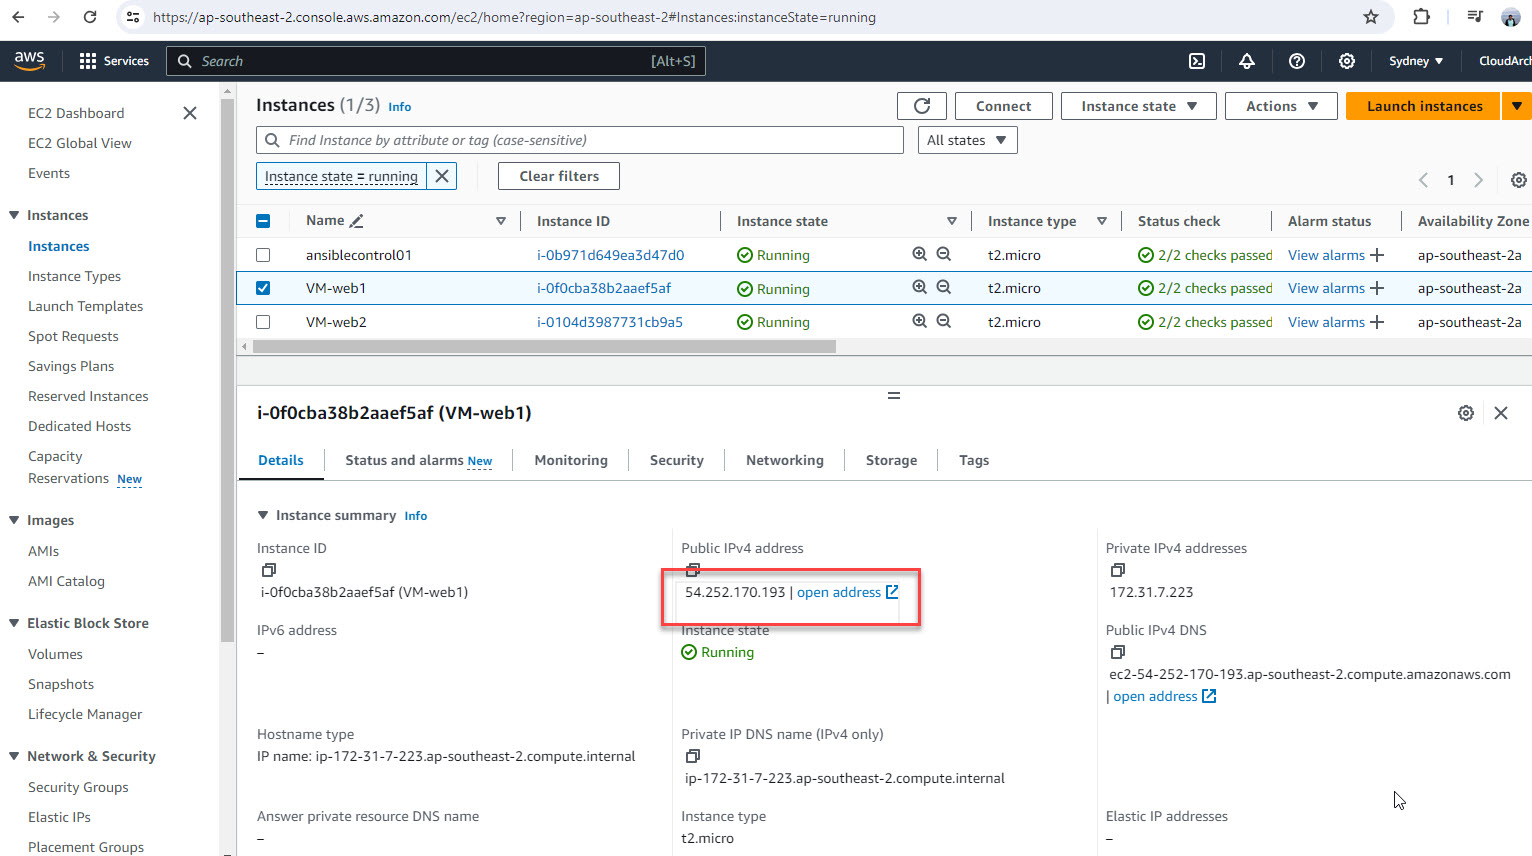 https://ap-southeast-2.console.aws.amazon.com/ec2/home?region=ap-southeast-2#Instances:instanceState=running
aws Services Search [Alt+S] Sydney CloudArch
EC2 Dashboard
EC2 Global View
Events
Instances
Instances
Instance Types
Launch Templates
Spot Requests
Savings Plans
Reserved Instances
Dedicated Hosts
Capacity
Reservations New
Images
AMIs
AMI Catalog
Elastic Block Store
Volumes
Snapshots
Lifecycle Manager
Network & Security
Security Groups
Elastic IPs
Placement Groups
Instances (1/3) Info
Connect Instance state Actions Launch instances
Find Instance by attribute or tag (case-sensitive) All states
Instance state = running Clear filters
1
Name Instance ID Instance state Instance type Status check Alarm status Availability Zone
ansiblecontrol01 i-0b971d649ea3d47d0 Running t2.micro 2/2 checks passed View alarms ap-southeast-2a
VM-web1 i-0f0cba38b2aaef5af Running t2.micro 2/2 checks passed View alarms ap-southeast-2a
VM-web2 i-0104d3987731cb9a5 Running t2.micro 2/2 checks passed View alarms ap-southeast-2a
i-0f0cba38b2aaef5af (VM-web1)
Details Status and alarms New Monitoring Security Networking Storage Tags
Instance summary Info
Instance ID
i-0f0cba38b2aaef5af (VM-web1)
Public IPv4 address
54.252.170.193 | open address
Private IPv4 addresses
172.31.7.223
IPv6 address
–
Instance state
Running
Public IPv4 DNS
ec2-54-252-170-193.ap-southeast-2.compute.amazonaws.com
| open address
Hostname type
IP name: ip-172-31-7-223.ap-southeast-2.compute.internal
Private IP DNS name (IPv4 only)
ip-172-31-7-223.ap-southeast-2.compute.internal
Answer private resource DNS name
–
Instance type
t2.micro
Elastic IP addresses
–